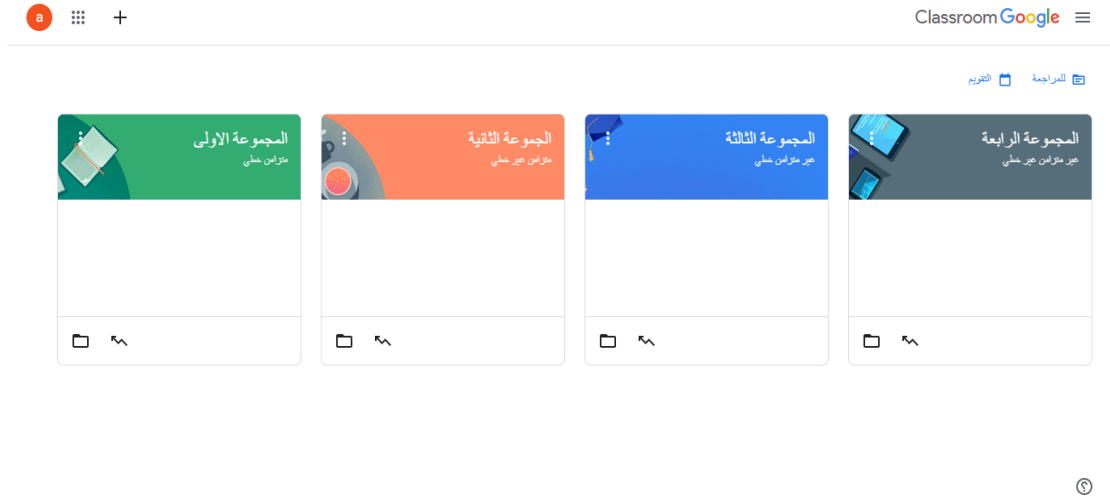 Google Classroom
a
للمراجعة
التقويم
المجموعة الرابعة
غير متزامن غير خطي
المجموعة الثالثة
غير متزامن خطي
الجموعة الثانية
متزامن غير خطي
المجموعة الاولى
متزامن خطي